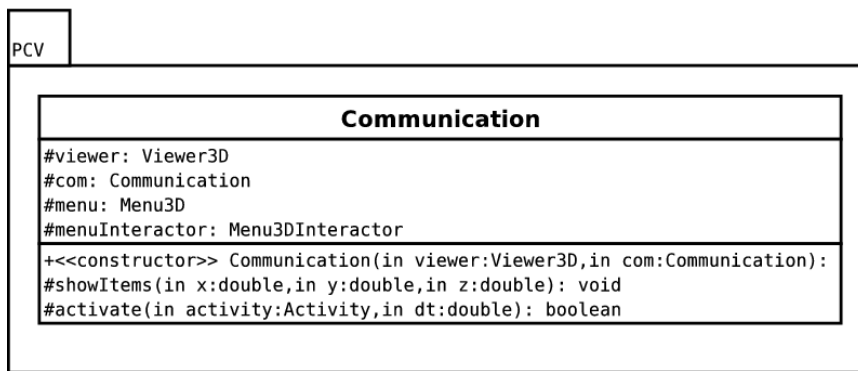 PCV
Communication
#viewer: Viewer3D
#com: Communication
#menu: Menu3D
#menuInteractor: Menu3DInteractor
+<<constructor>> Communication(in viewer:Viewer3D,in com:Communication):
#showItems(in x:double,in y:double,in z:double): void
#activate(in activity:Activity,in dt:double): boolean